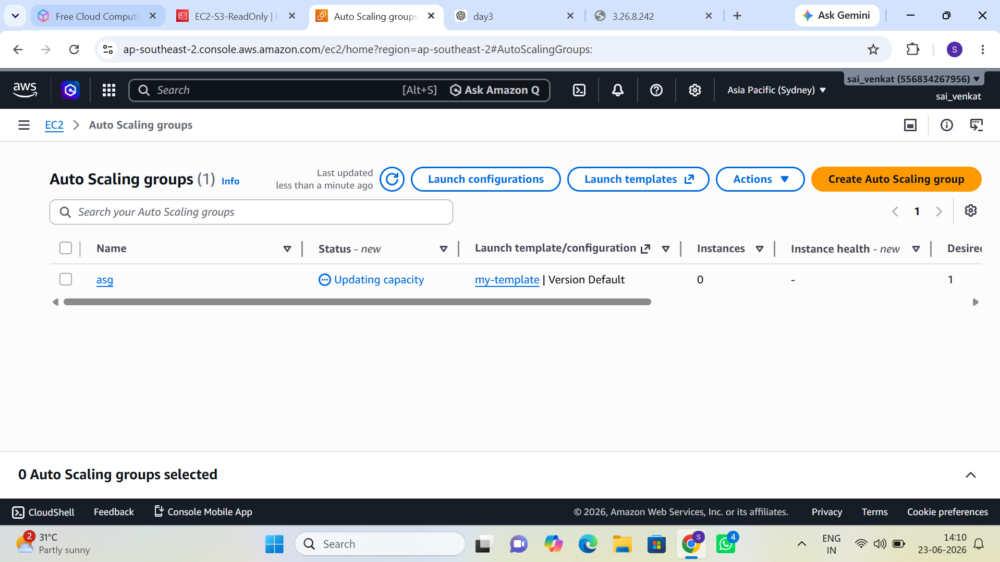 Free Cloud Computi
EC2-S3-ReadOnly |
Auto Scaling groups
day3
3.26.8.242
Ask Gemini
ap-southeast-2.console.aws.amazon.com/ec2/home?region=ap-southeast-2#AutoScalingGroups:
S
aws
Search
[Alt+S]
Ask Amazon Q
Asia Pacific (Sydney)
sai_venkat (556834267956)
sai_venkat
EC2
Auto Scaling groups
Auto Scaling groups (1) Info
Last updated
less than a minute ago
Launch configurations
Launch templates
Actions
Create Auto Scaling group
Search your Auto Scaling groups
1
Name
Status - new
Launch template/configuration
Instances
Instance health - new
Desired
asg
Updating capacity
my-template | Version Default
0
-
1
0 Auto Scaling groups selected
CloudShell
Feedback
Console Mobile App
© 2026, Amazon Web Services, Inc. or its affiliates.
Privacy
Terms
Cookie preferences
2
31°C
Partly sunny
Search
S
4
ENG
IN
14:10
23-06-2026